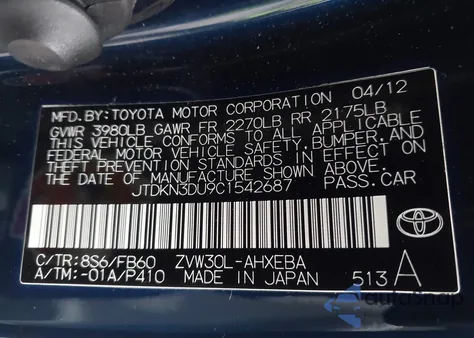 MFD. BY: TOYOTA MOTOR CORPORATION 04/12
GVWR 3980LB GAWR FR 2270LB RR 2175LB
THIS VEHICLE CONFORMS TO ALL APPLICABLE
FEDERAL MOTOR VEHICLE SAFETY, BUMPER, AND
THEFT PREVENTION STANDARDS IN EFFECT ON
THE DATE OF MANUFACTURE SHOWN ABOVE.
JTDKN3DU9C1542687 PASS. CAR
C/TR: 8S6/FB60 ZVW30L-AHXEBA
A/TM: -01A/P410 MADE IN JAPAN 513 A
autosnap